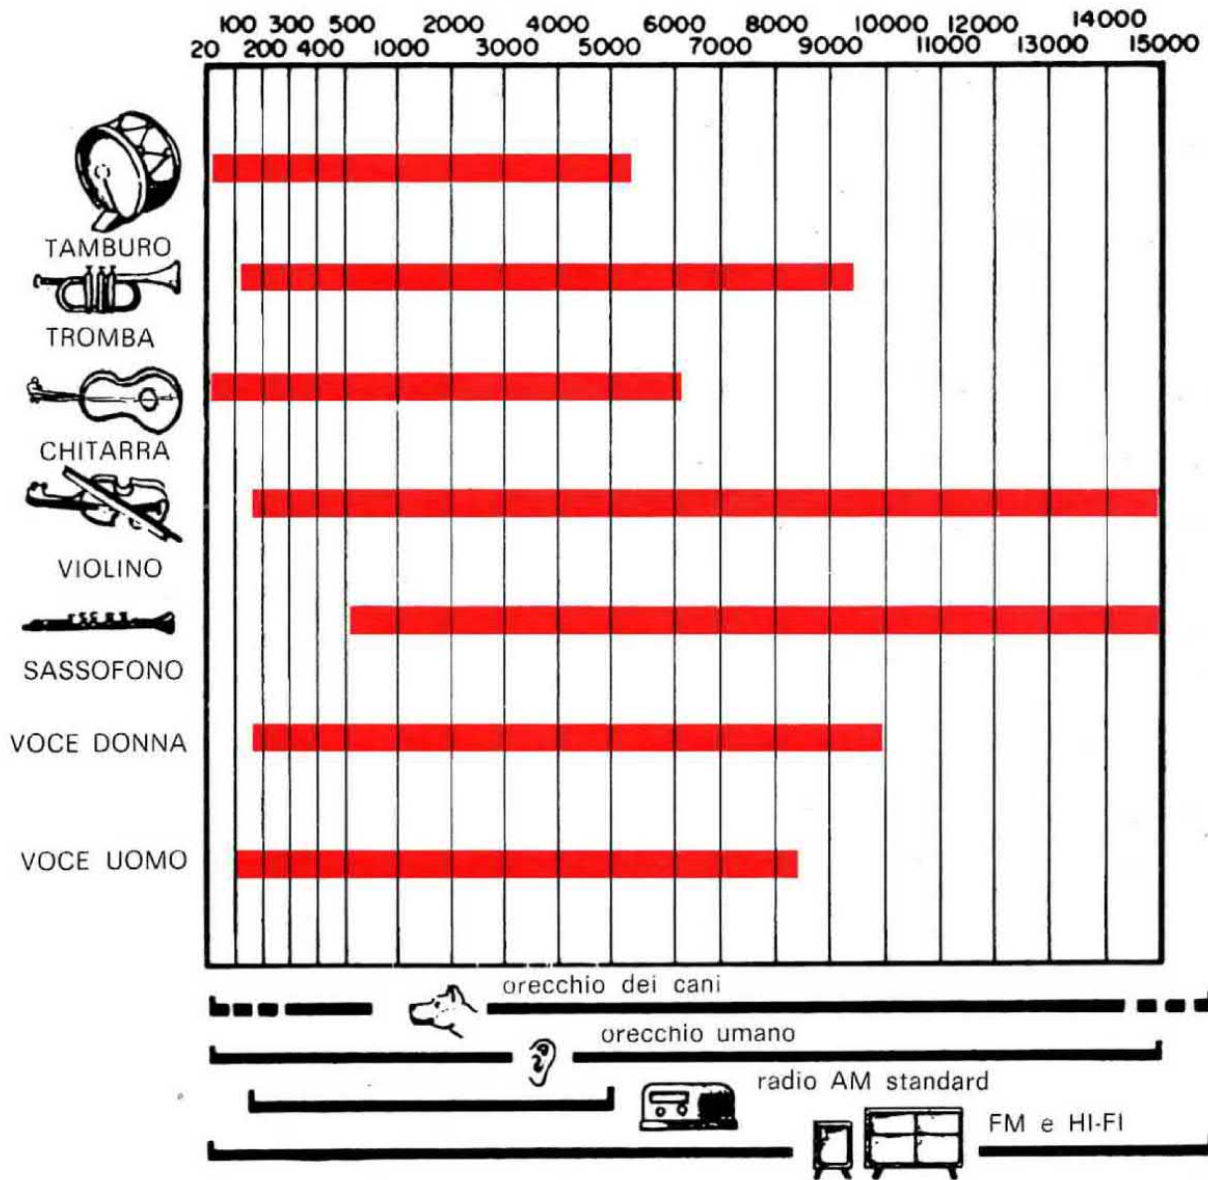 100 300 500 2000 4000 6000 8000 10000 12000 14000
20 200 400 1000 3000 5000 7000 9000 11000 13000 15000
TAMBURO
TROMBA
CHITARRA
VIOLINO
SASSOFONO
VOCE DONNA
VOCE UOMO
orecchio dei cani
orecchio umano
radio AM standard
FM e HI-FI